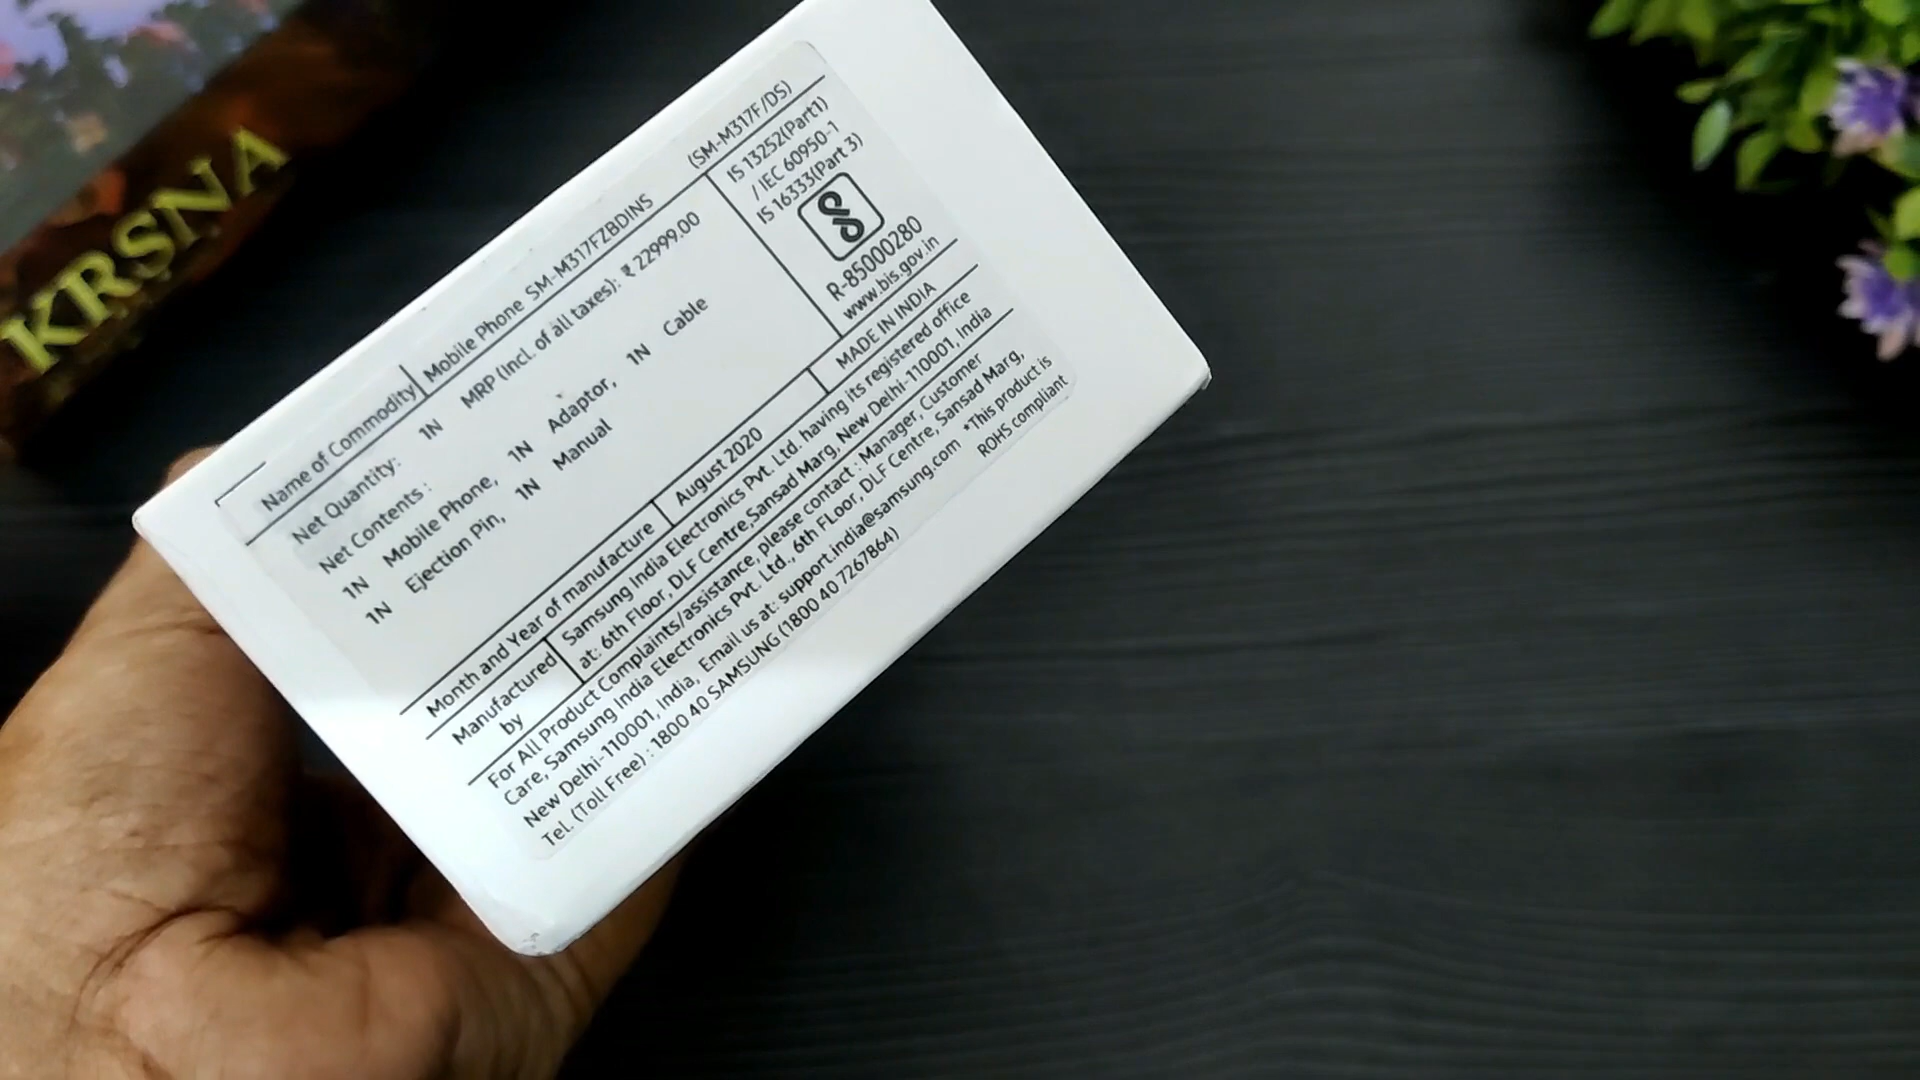 KRSNA
Name of Commodity Mobile Phone SM-M317FZBDINS (SM-M317F/DS)
Net Quantity: 1N MRP (Incl. of all taxes): ₹ 22999.00
Net Contents :
1N Mobile Phone, 1N Adaptor, 1N Cable
1N Ejection Pin, 1N Manual
IS 13252(Part1)
/ IEC 60950-1
IS 16333(Part 3)
R-85000280
www.bis.gov.in
Month and Year of manufacture August 2020 MADE IN INDIA
Manufactured by
Samsung India Electronics Pvt. Ltd. having its registered office
at: 6th Floor, DLF Centre,Sansad Marg, New Delhi-110001, India
For All Product Complaints/assistance, please contact : Manager, Customer
Care, Samsung India Electronics Pvt. Ltd., 6th FLoor, DLF Centre, Sansad Marg,
New Delhi-110001, India, Email us at: support.india@samsung.com *This product is
Tel. (Toll Free) : 1800 40 SAMSUNG (1800 40 7267864) ROHS compliant